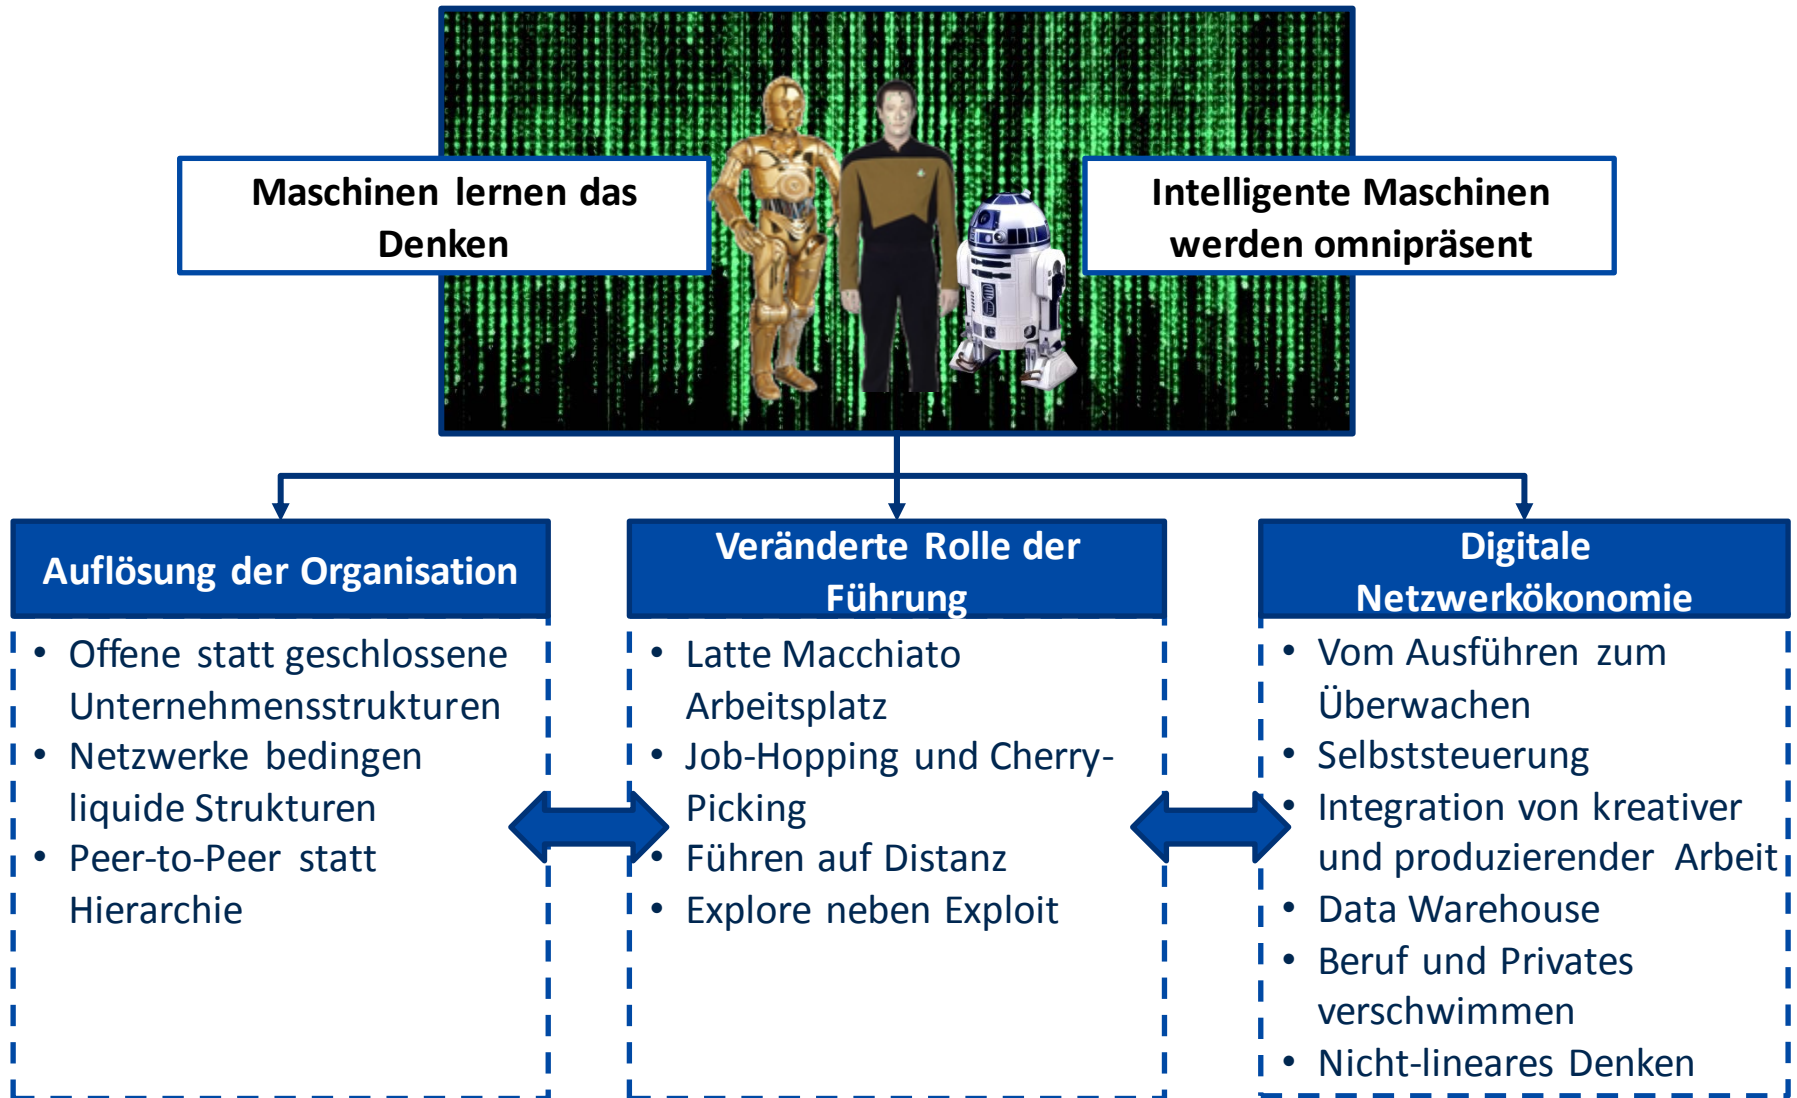 Maschinen lernen das
Denken
Intelligente Maschinen
werden omnipräsent
Auflösung der Organisation
• Offene statt geschlossene
Unternehmensstrukturen
• Netzwerke bedingen
liquide Strukturen
• Peer-to-Peer statt
Hierarchie
Veränderte Rolle der
Führung
• Latte Macchiato
Arbeitsplatz
• Job-Hopping und Cherry-
Picking
• Führen auf Distanz
• Explore neben Exploit
Digitale
Netzwerkökonomie
• Vom Ausführen zum
Überwachen
• Selbststeuerung
• Integration von kreativer
und produzierender Arbeit
• Data Warehouse
• Beruf und Privates
verschwimmen
• Nicht-lineares Denken